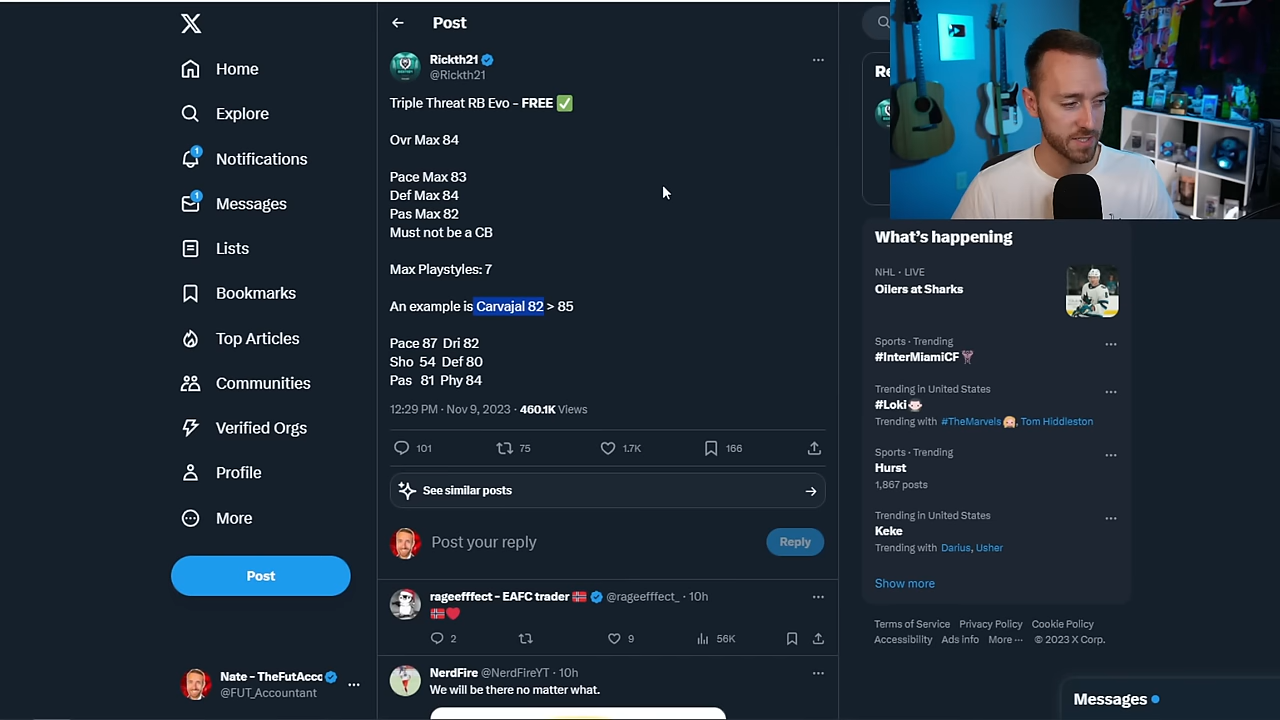 Home
Explore
1
Notifications
1
Messages
Lists
Bookmarks
Top Articles
Communities
Verified Orgs
Profile
More
Post
Nate - TheFutAcco
@FUT_Accountant
Post
Rickth21
@Rickth21
Triple Threat RB Evo - FREE ✅
Ovr Max 84
Pace Max 83
Def Max 84
Pas Max 82
Must not be a CB
Max Playstyles: 7
An example is Carvajal 82 > 85
Pace 87 Dri 82
Sho 54 Def 80
Pas 81 Phy 84
12:29 PM · Nov 9, 2023 · 460.1K Views
101
75
1.7K
166
See similar posts
Post your reply
Reply
rageefffect - EAFC trader 🇳🇴 @rageefffect_ · 10h
🇳🇴❤️
2
9
56K
NerdFire @NerdFireYT · 10h
We will be there no matter what.
Re
What's happening
NHL · LIVE
Oilers at Sharks
Sports · Trending
#InterMiamiCF
Trending in United States
#Loki
Trending with #TheMarvels, Tom Hiddleston
Sports · Trending
Hurst
1,867 posts
Trending in United States
Keke
Trending with Darius, Usher
Show more
Terms of Service Privacy Policy Cookie Policy
Accessibility Ads info More ··· © 2023 X Corp.
Messages